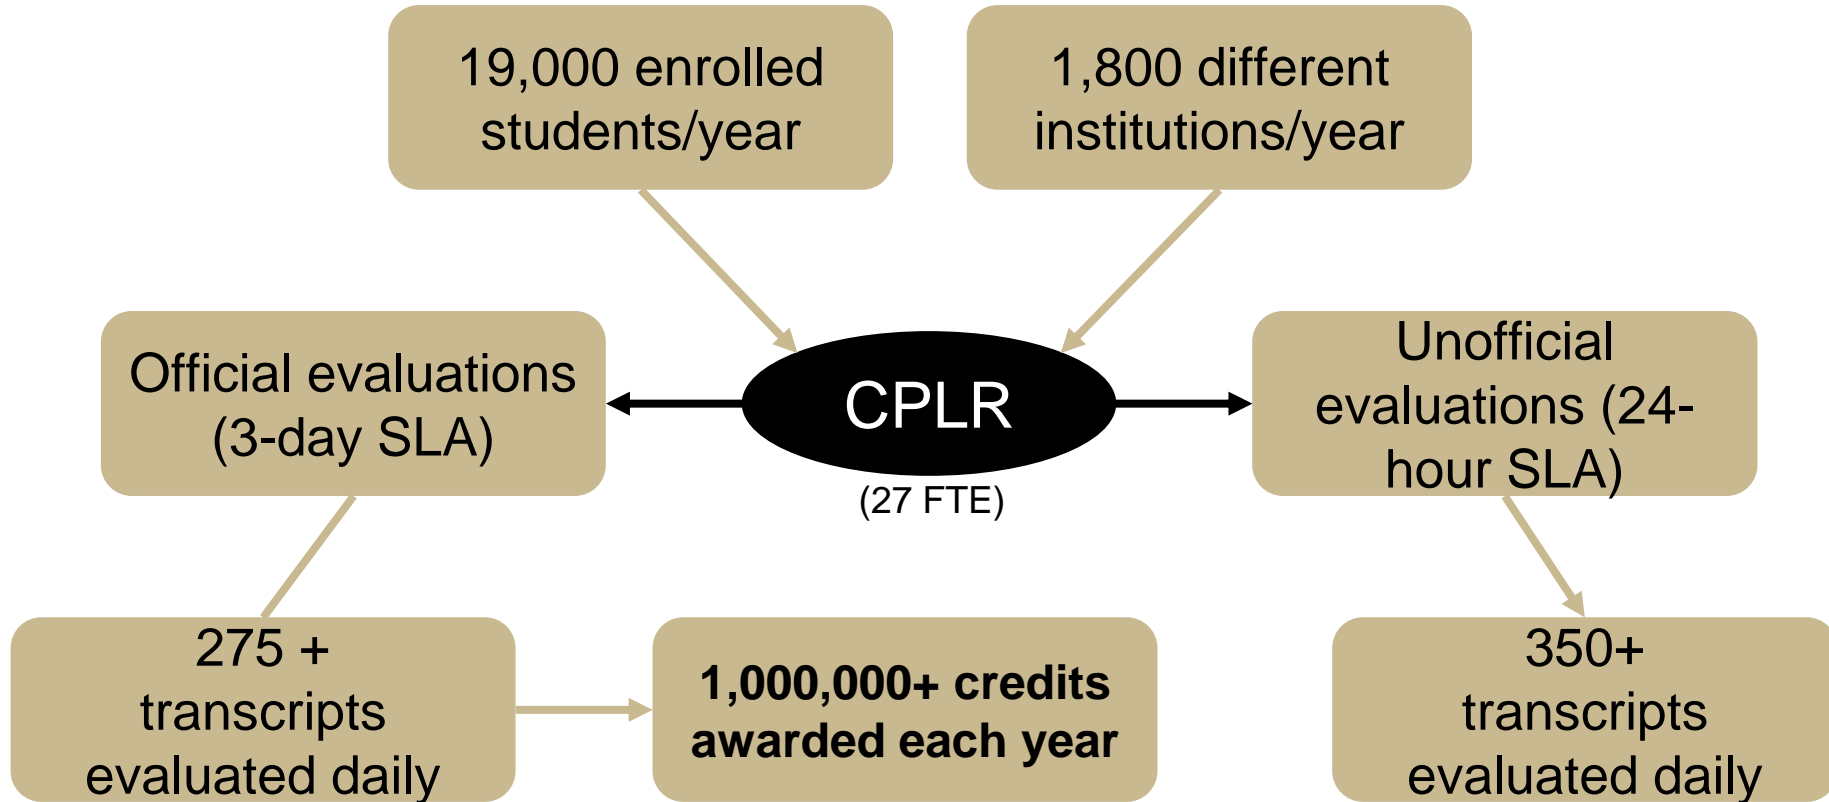 19,000 enrolled
students/year
1,800 different
institutions/year
Official evaluations
(3-day SLA)
CPLR
(27 FTE)
Unofficial
evaluations (24-
hour SLA)
275 +
transcripts
evaluated daily
1,000,000+ credits
awarded each year
350+
transcripts
evaluated daily